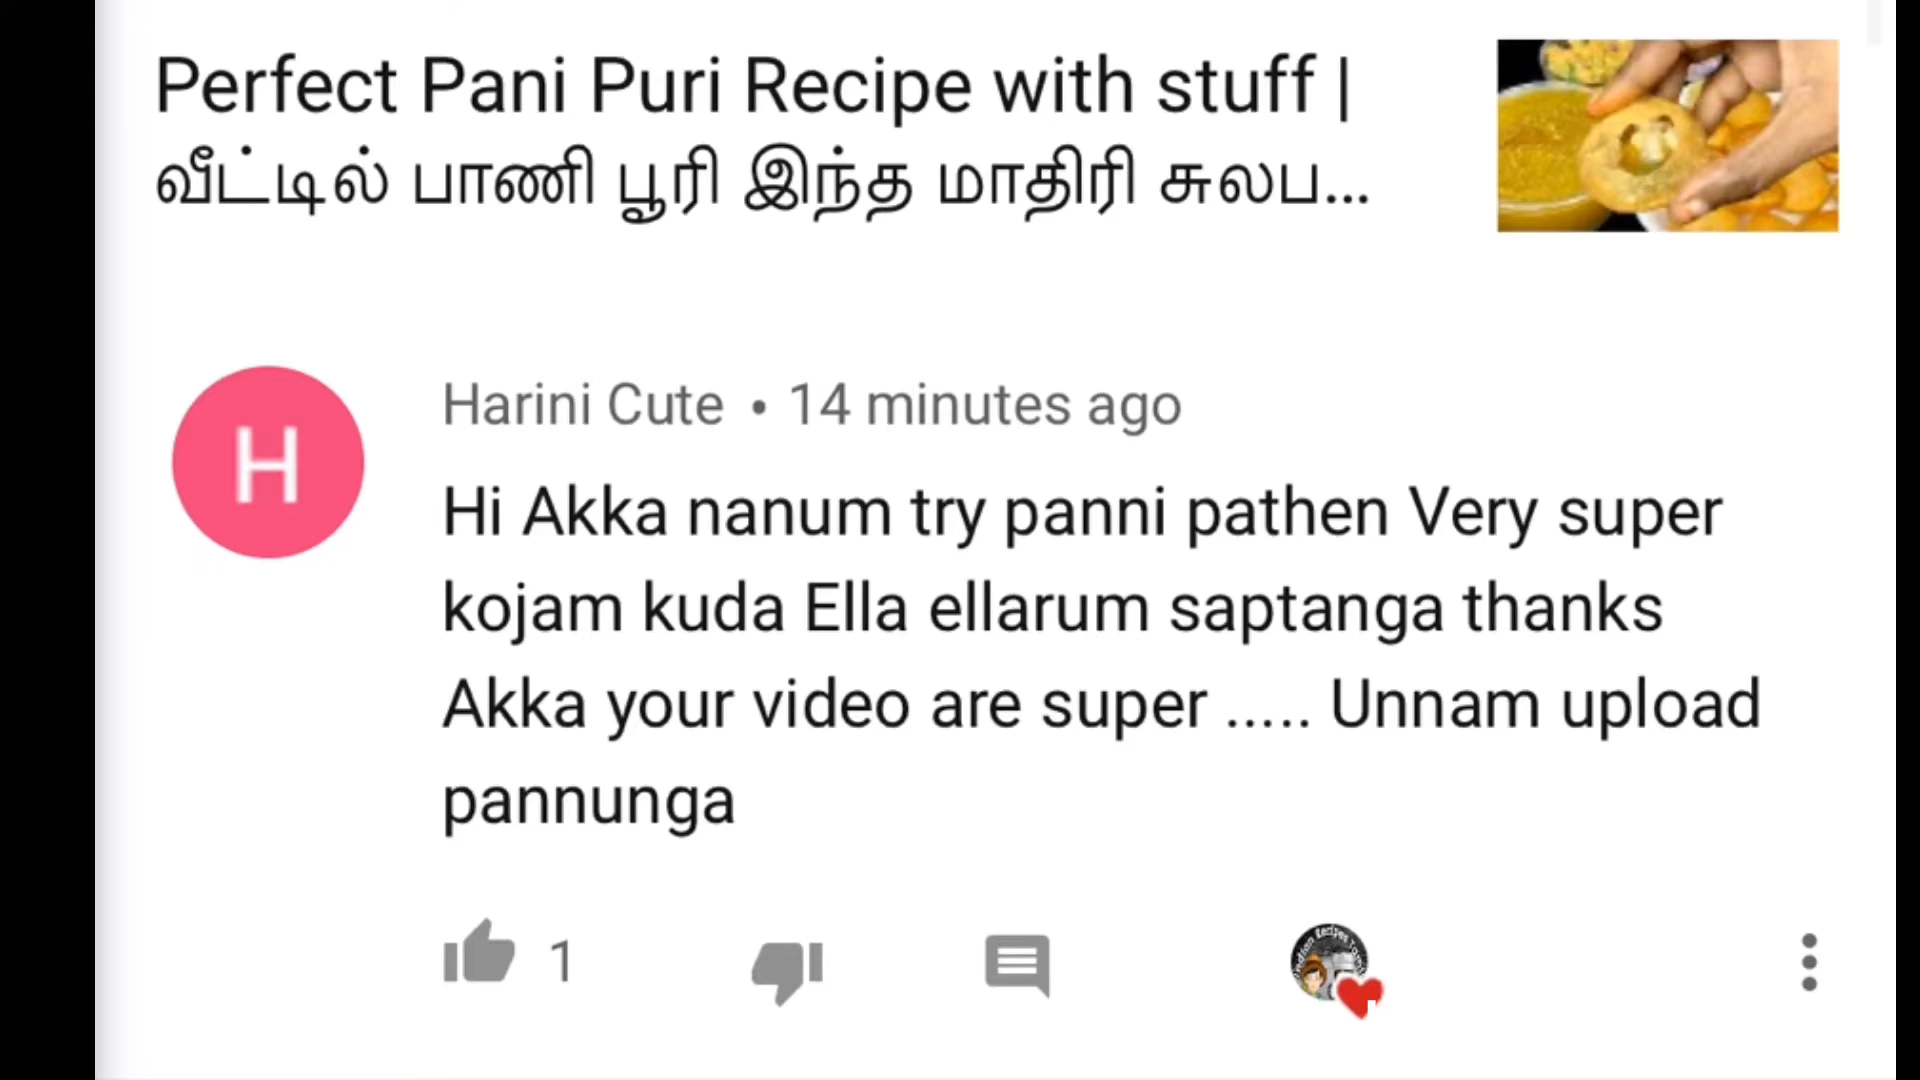 Perfect Pani Puri Recipe with stuff |
வீட்டில் பாணி பூரி இந்த மாதிரி சுலப...
H
Harini Cute • 14 minutes ago
Hi Akka nanum try panni pathen Very super
kojam kuda Ella ellarum saptanga thanks
Akka your video are super ..... Unnam upload
pannunga
1